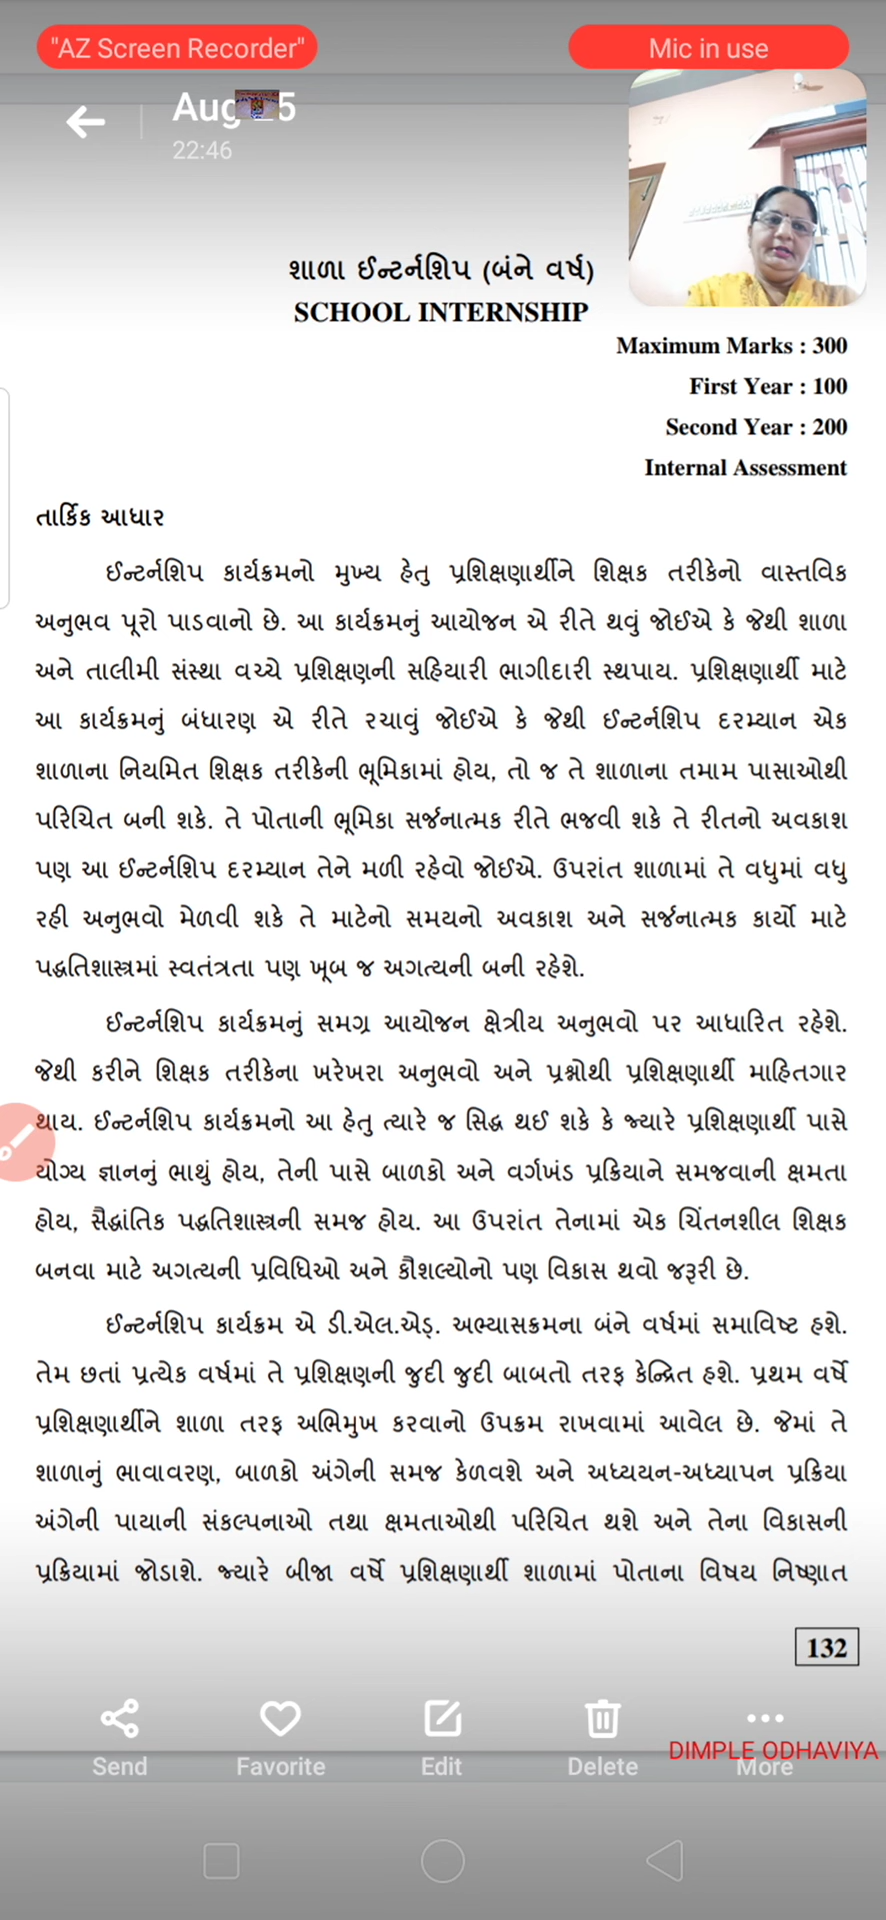 "AZ Screen Recorder"
Mic in use
Aug 5
22:46
શાળા ઈન્ટર્નશિપ (બંને વર્ષ)
SCHOOL INTERNSHIP
Maximum Marks : 300
First Year : 100
Second Year : 200
Internal Assessment
તાર્કિક આધાર
ઈન્ટર્નશિપ કાર્યક્રમનો મુખ્ય હેતુ પ્રશિક્ષણાર્થીને શિક્ષક તરીકેનો વાસ્તવિક
અનુભવ પૂરો પાડવાનો છે. આ કાર્યક્રમનું આયોજન એ રીતે થવું જોઈએ કે જેથી શાળા
અને તાલીમી સંસ્થા વચ્ચે પ્રશિક્ષણની સહિયારી ભાગીદારી સ્થપાય. પ્રશિક્ષણાર્થી માટે
આ કાર્યક્રમનું બંધારણ એ રીતે રચાવું જોઈએ કે જેથી ઈન્ટર્નશિપ દરમ્યાન એક
શાળાના નિયમિત શિક્ષક તરીકેની ભૂમિકામાં હોય, તો જ તે શાળાના તમામ પાસાઓથી
પરિચિત બની શકે. તે પોતાની ભૂમિકા સર્જનાત્મક રીતે ભજવી શકે તે રીતનો અવકાશ
પણ આ ઈન્ટર્નશિપ દરમ્યાન તેને મળી રહેવો જોઈએ. ઉપરાંત શાળામાં તે વધુમાં વધુ
રહી અનુભવો મેળવી શકે તે માટેનો સમયનો અવકાશ અને સર્જનાત્મક કાર્યો માટે
પદ્ધતિશાસ્ત્રમાં સ્વતંત્રતા પણ ખૂબ જ અગત્યની બની રહેશે.
ઈન્ટર્નશિપ કાર્યક્રમનું સમગ્ર આયોજન ક્ષેત્રીય અનુભવો પર આધારિત રહેશે.
જેથી કરીને શિક્ષક તરીકેના ખરેખરા અનુભવો અને પ્રશ્નોથી પ્રશિક્ષણાર્થી માહિતગાર
થાય. ઈન્ટર્નશિપ કાર્યક્રમનો આ હેતુ ત્યારે જ સિદ્ધ થઈ શકે કે જ્યારે પ્રશિક્ષણાર્થી પાસે
યોગ્ય જ્ઞાનનું ભાથું હોય, તેની પાસે બાળકો અને વર્ગખંડ પ્રક્રિયાને સમજવાની ક્ષમતા
હોય, સૈદ્ધાંતિક પદ્ધતિશાસ્ત્રની સમજ હોય. આ ઉપરાંત તેનામાં એક ચિંતનશીલ શિક્ષક
બનવા માટે અગત્યની પ્રવિધિઓ અને કૌશલ્યોનો પણ વિકાસ થવો જરૂરી છે.
ઈન્ટર્નશિપ કાર્યક્રમ એ ડી.એલ.એડ્. અભ્યાસક્રમના બંને વર્ષમાં સમાવિષ્ટ હશે.
તેમ છતાં પ્રત્યેક વર્ષમાં તે પ્રશિક્ષણની જુદી જુદી બાબતો તરફ કેન્દ્રિત હશે. પ્રથમ વર્ષે
પ્રશિક્ષણાર્થીને શાળા તરફ અભિમુખ કરવાનો ઉપક્રમ રાખવામાં આવેલ છે. જેમાં તે
શાળાનું ભાવાવરણ, બાળકો અંગેની સમજ કેળવશે અને અધ્યયન-અધ્યાપન પ્રક્રિયા
અંગેની પાયાની સંકલ્પનાઓ તથા ક્ષમતાઓથી પરિચિત થશે અને તેના વિકાસની
પ્રક્રિયામાં જોડાશે. જ્યારે બીજા વર્ષે પ્રશિક્ષણાર્થી શાળામાં પોતાના વિષય નિષ્ણાત
132
Send Favorite Edit Delete More
DIMPLE ODHAVIYA